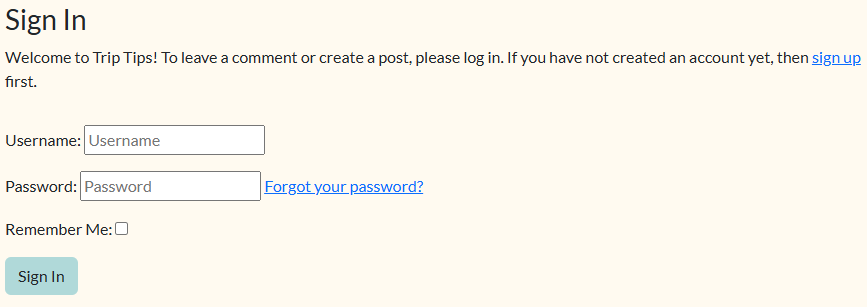 Sign In
Welcome to Trip Tips! To leave a comment or create a post, please log in. If you have not created an account yet, then sign up
first.
Username: Username
Password: Password Forgot your password?
Remember Me:
Sign In